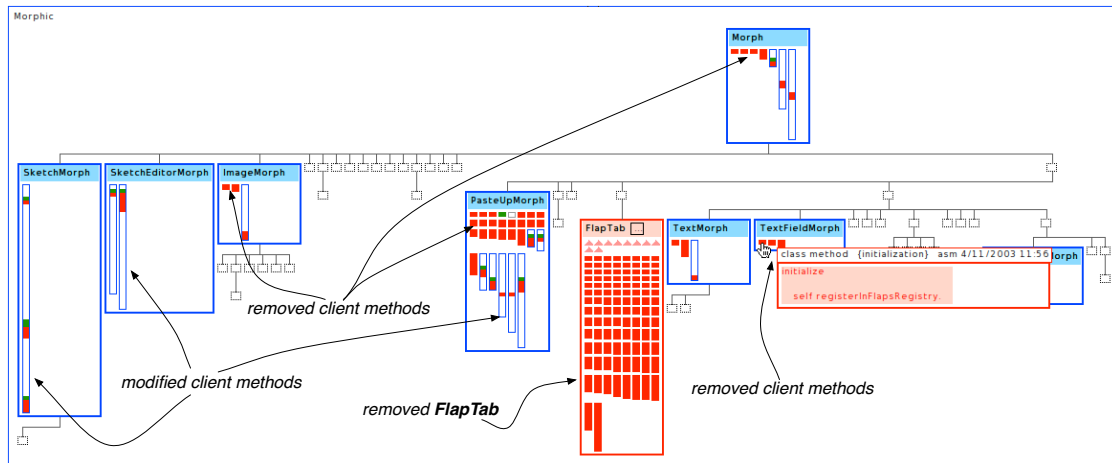 Morphic
Morph
SketchMorph
SketchEditorMorph
ImageMorph
PasteUpMorph
FlapTab ...
TextMorph
TextFieldMorph
class method {initialization} asm 4/11/2003 11:56
lorph
initialize
self registerInFlapsRegistry.
removed client methods
modified client methods
removed client methods
removed FlapTab